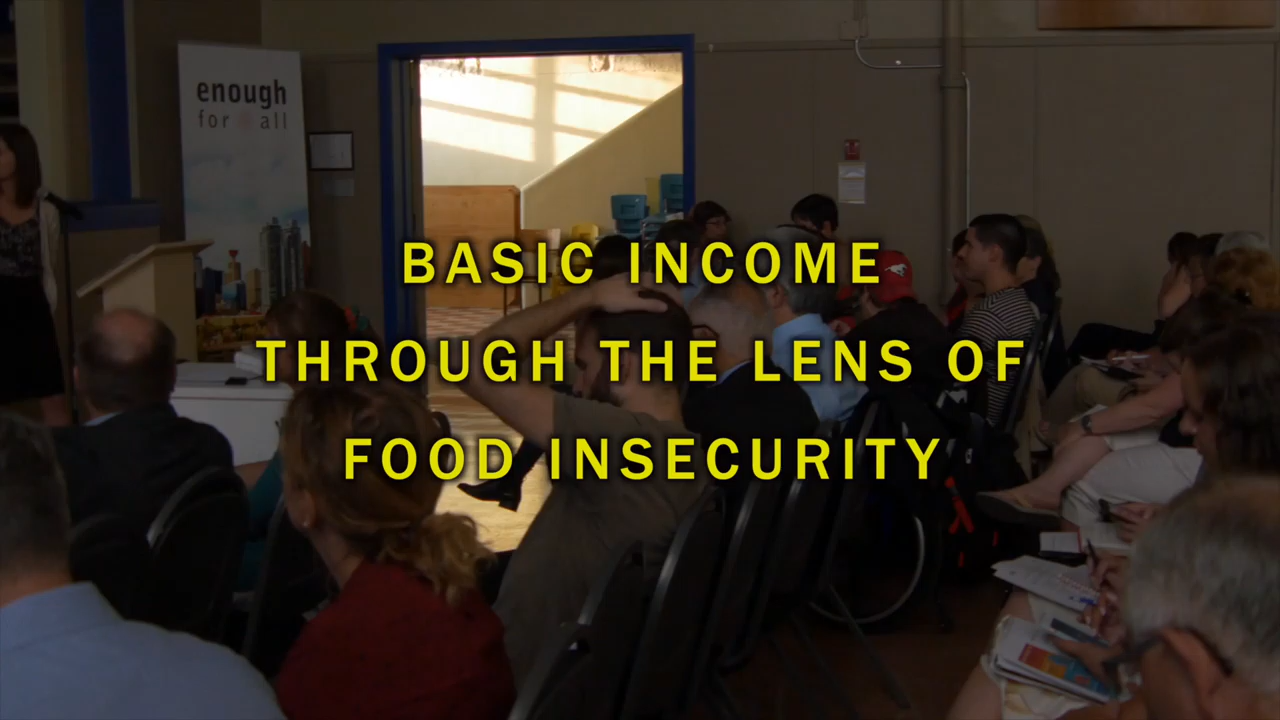 enough
for all
BASIC INCOME
THROUGH THE LENS OF
FOOD INSECURITY